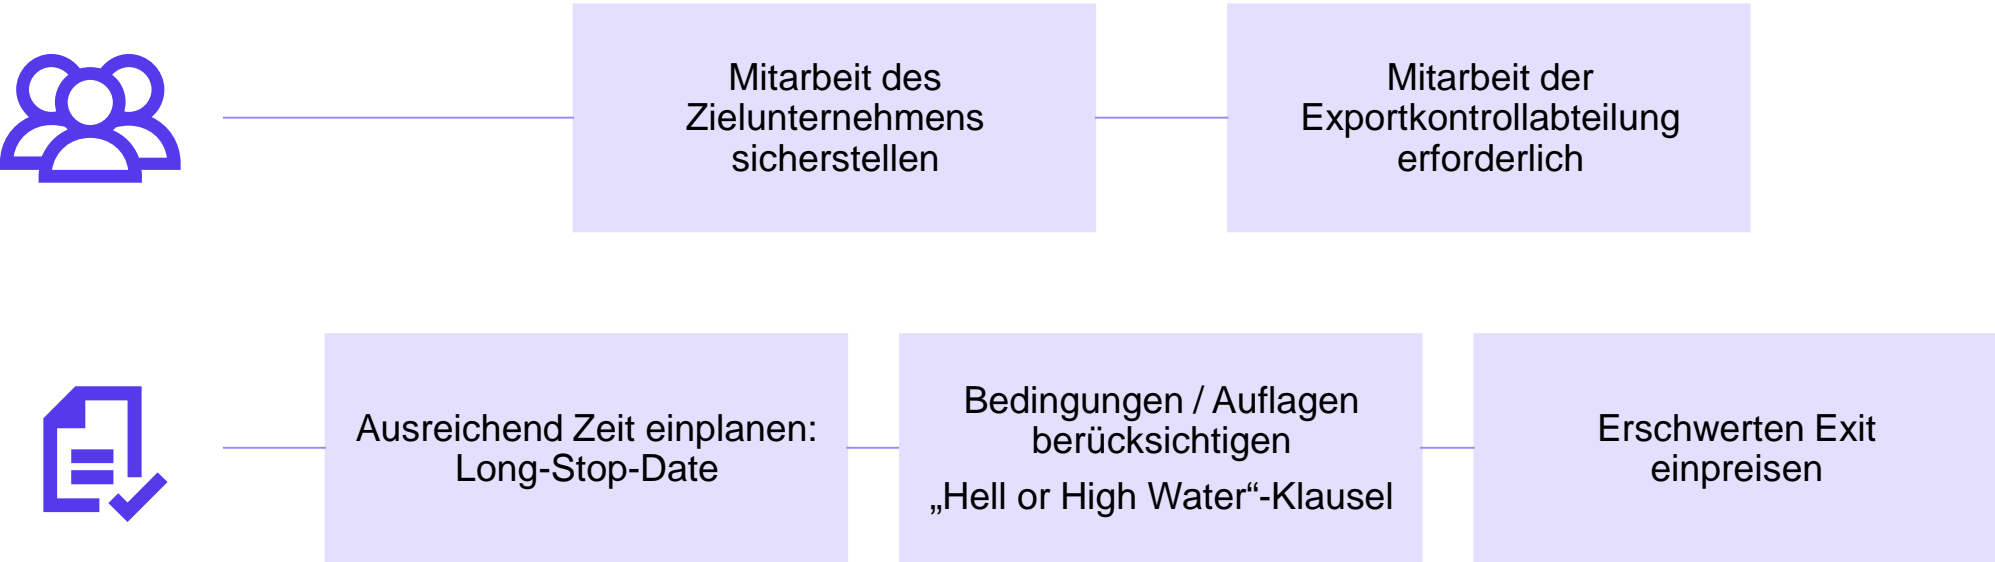 Mitarbeit des
Zielunternehmens
sicherstellen
Mitarbeit der
Exportkontrollabteilung
erforderlich
Ausreichend Zeit einplanen:
Long-Stop-Date
Bedingungen / Auflagen
berücksichtigen
„Hell or High Water“-Klausel
Erschwerten Exit
einpreisen